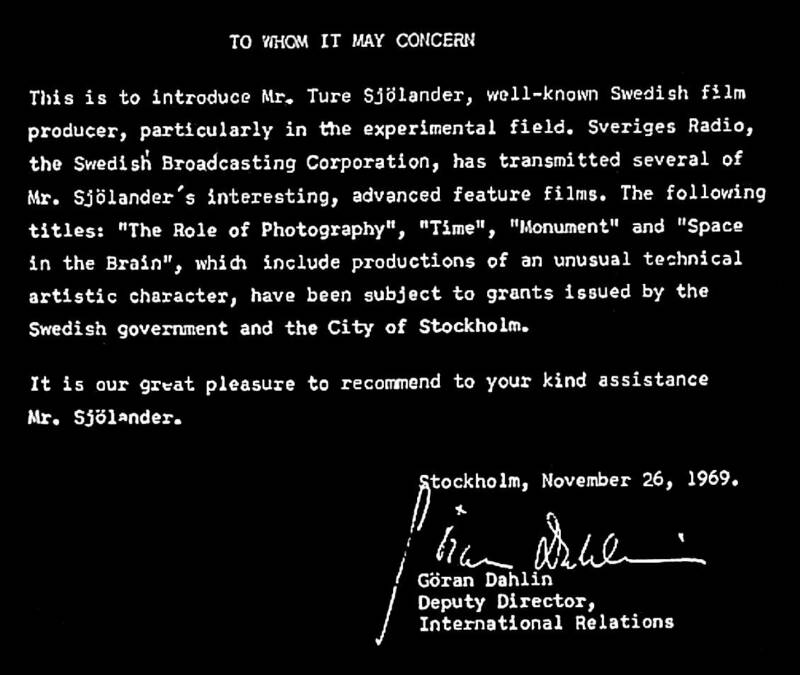 TO WHOM IT MAY CONCERN
This is to introduce Mr. Ture Sjölander, well-known Swedish film
producer, particularly in the experimental field. Sveriges Radio,
the Swedish Broadcasting Corporation, has transmitted several of
Mr. Sjölander's interesting, advanced feature films. The following
titles: "The Role of Photography", "Time", "Monument" and "Space
in the Brain", which include productions of an unusual technical
artistic character, have been subject to grants issued by the
Swedish government and the City of Stockholm.
It is our great pleasure to recommend to your kind assistance
Mr. Sjölander.
Stockholm, November 26, 1969.
Göran Dahlin
Göran Dahlin
Deputy Director,
International Relations